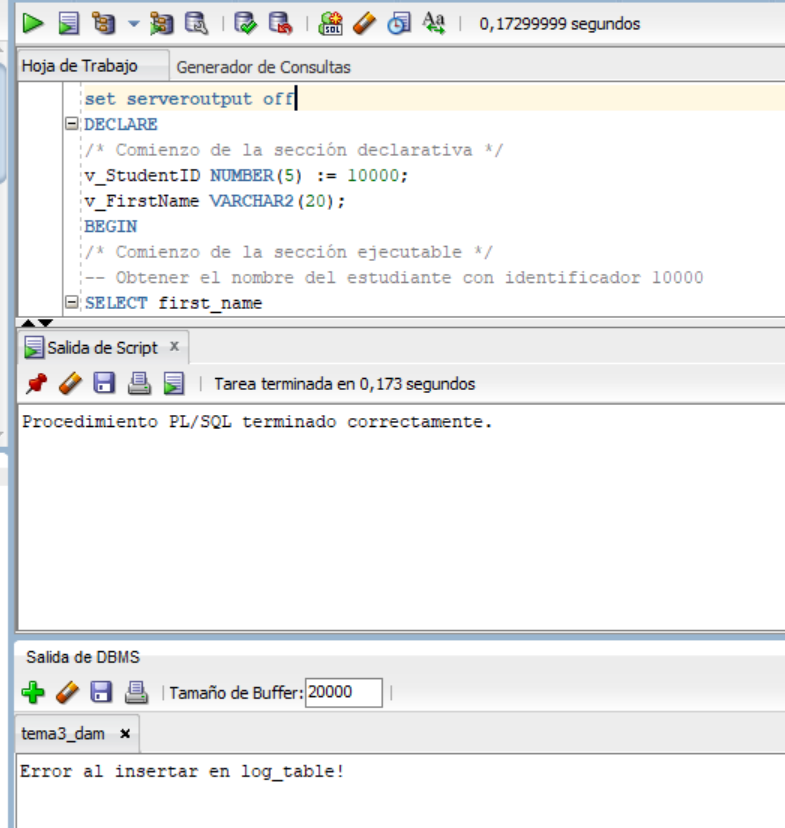 0,17299999 segundos
Hoja de Trabajo Generador de Consultas
set serveroutput off
DECLARE
/* Comienzo de la sección declarativa */
v_StudentID NUMBER(5) := 10000;
v_FirstName VARCHAR2(20);
BEGIN
/* Comienzo de la sección ejecutable */
-- Obtener el nombre del estudiante con identificador 10000
SELECT first_name
Salida de Script x
Tarea terminada en 0,173 segundos
Procedimiento PL/SQL terminado correctamente.
Salida de DBMS
Tamaño de Buffer: 20000
tema3_dam x
Error al insertar en log_table!